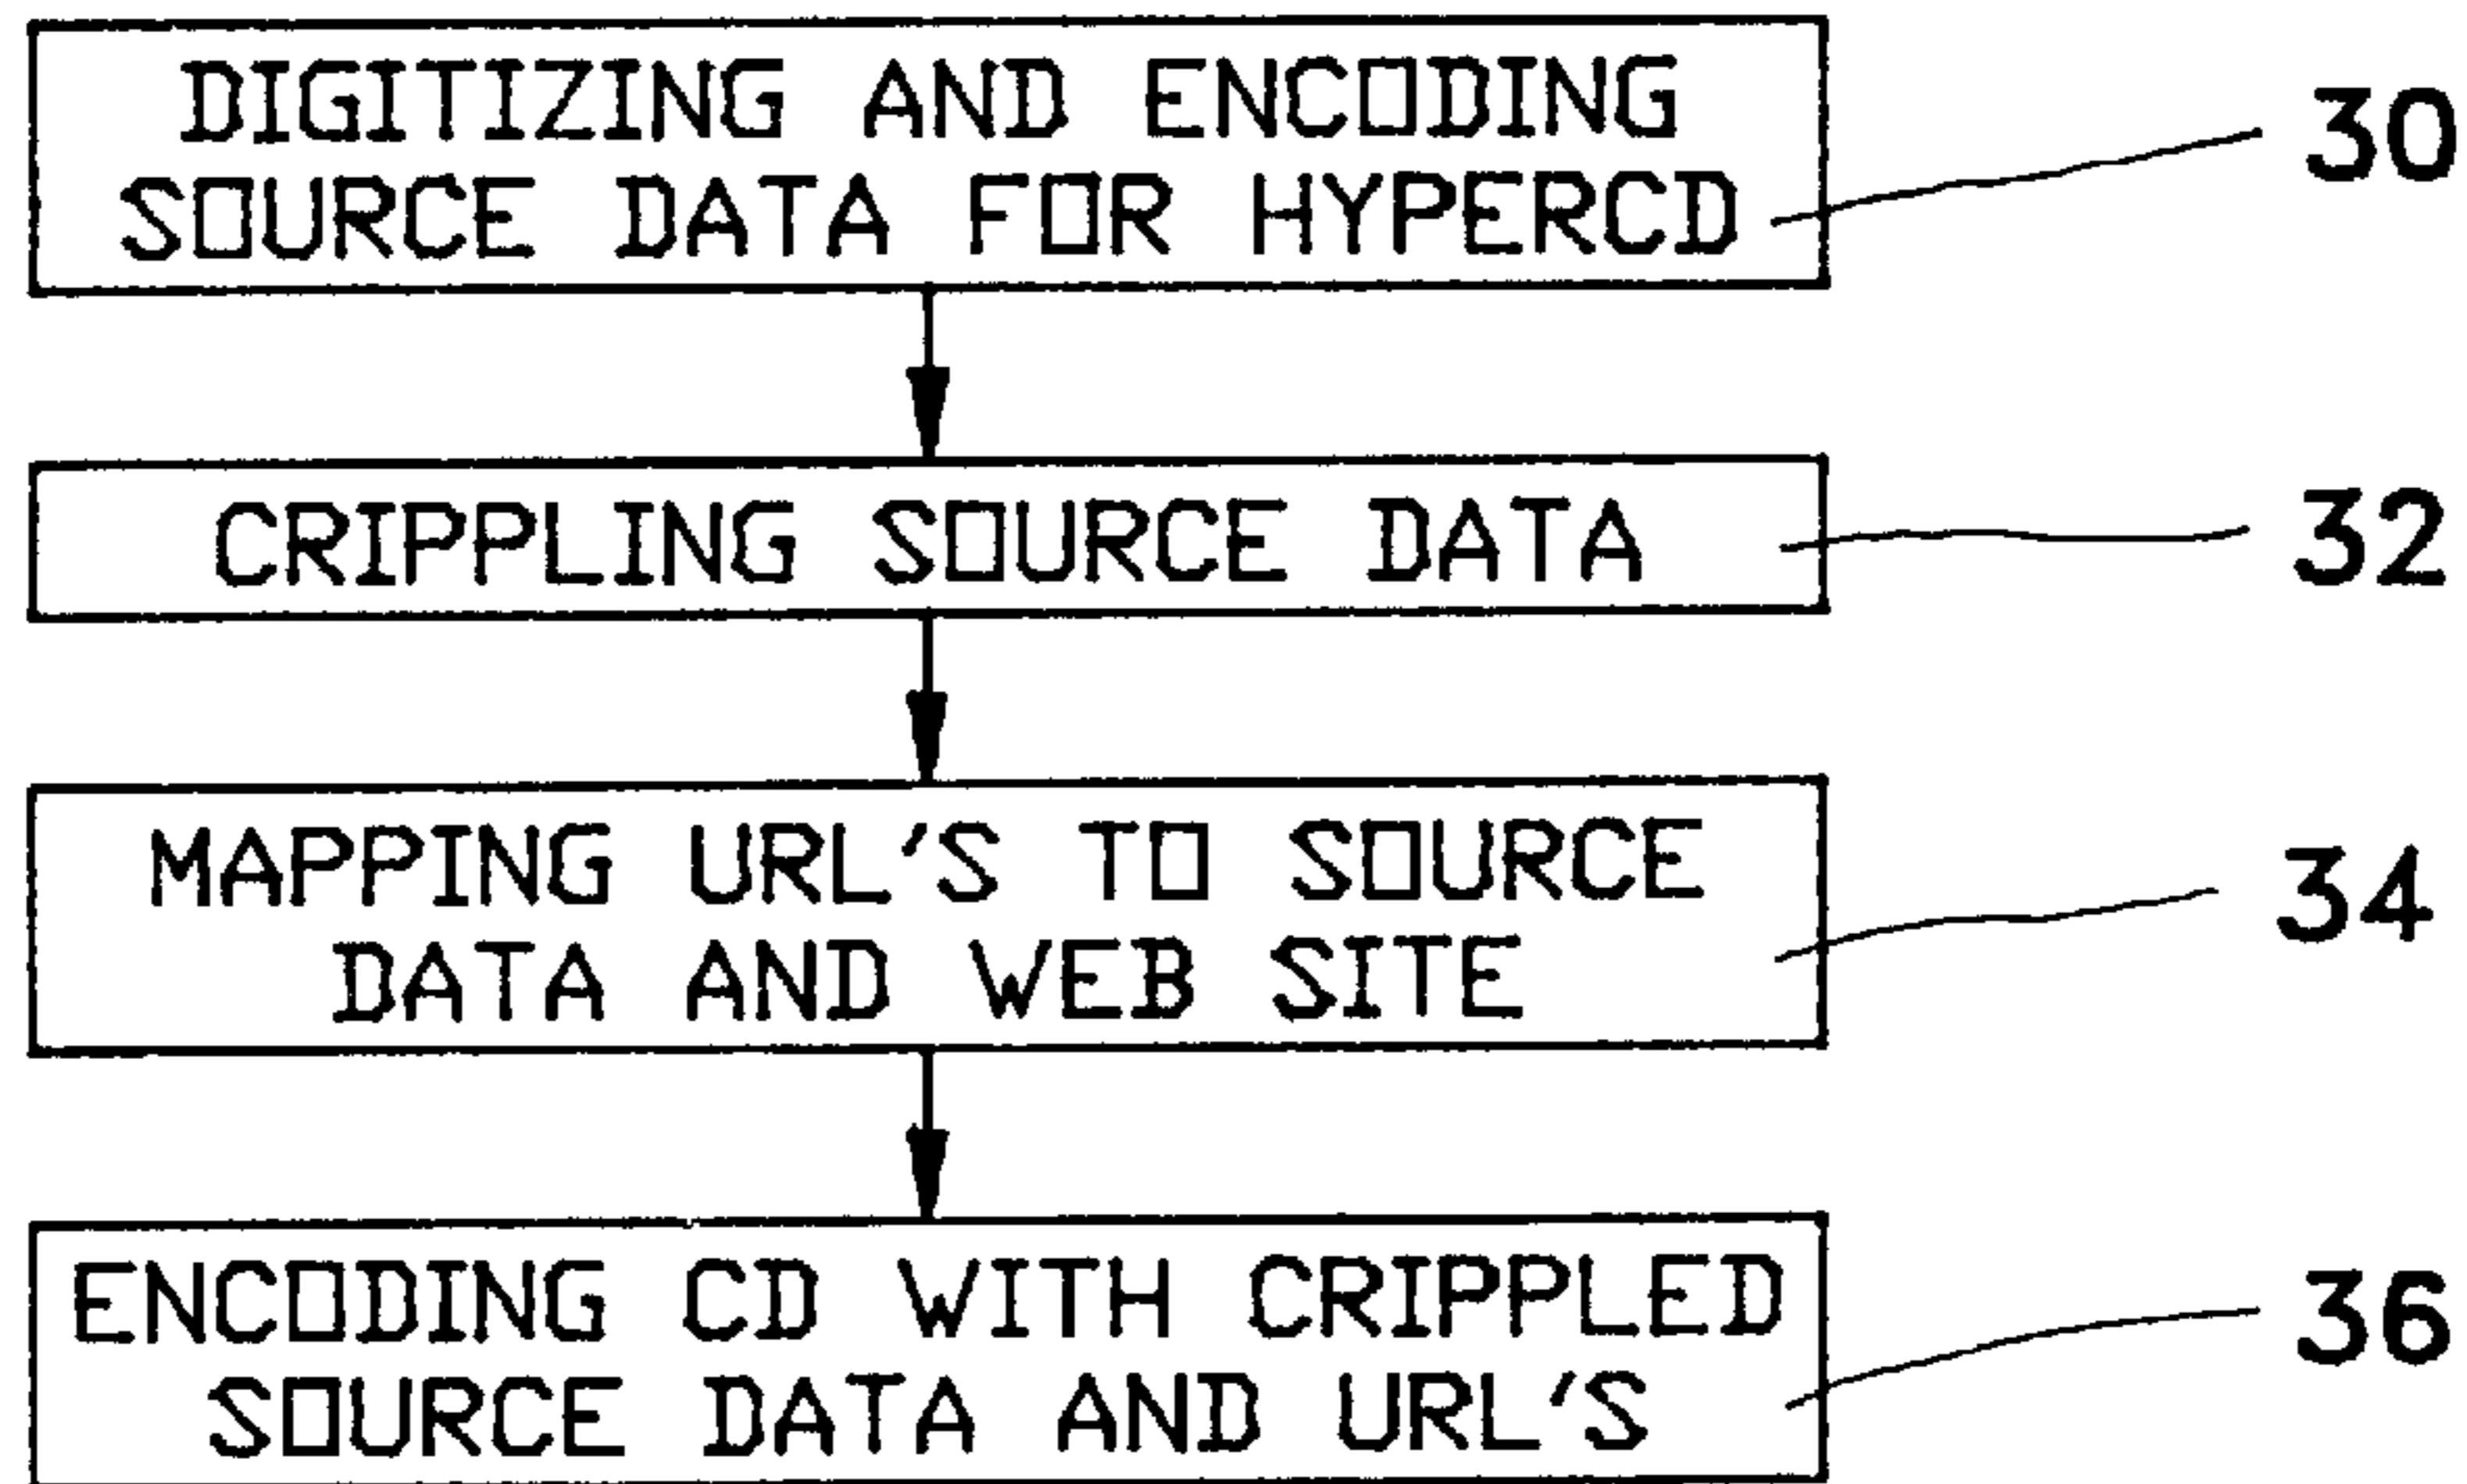 DIGITIZING AND ENCODING
SOURCE DATA FOR HYPERCD
30
CRIPPLING SOURCE DATA
32
MAPPING URL'S TO SOURCE
DATA AND WEB SITE
34
ENCODING CD WITH CRIPPLED
SOURCE DATA AND URL'S
36